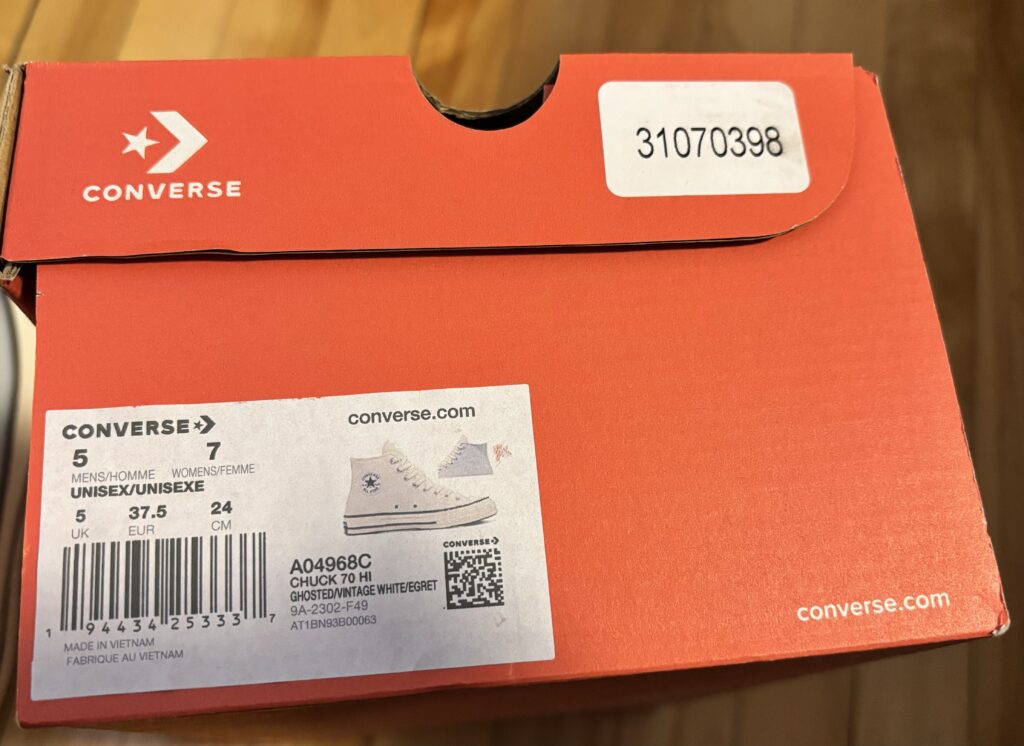 CONVERSE
31070398
CONVERSE
converse.com
5 7
MENS/HOMME WOMENS/FEMME
UNISEX/UNISEXE
5 37.5 24
UK EUR CM
A04968C
CHUCK 70 HI
GHOSTED/VINTAGE WHITE/EGRET
9A-2302-F49
AT1BN93B00063
CONVERSE
1 94434 25333 7
MADE IN VIETNAM
FABRIQUE AU VIETNAM
converse.com